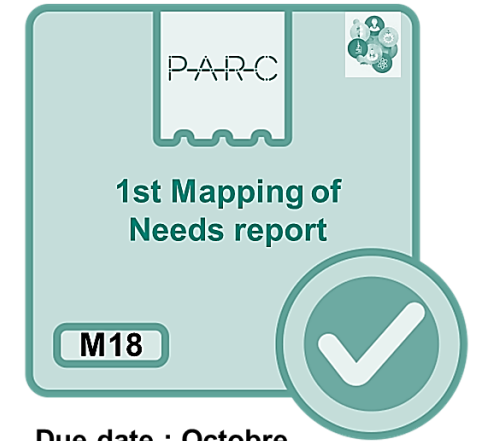 P-A-R-C
1st Mapping of
Needs report
M18
Due date : Octobre